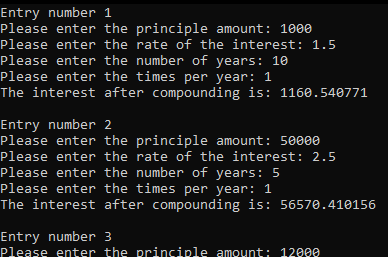 Entry number 1
Please enter the principle amount: 1000
Please enter the rate of the interest: 1.5
Please enter the number of years: 10
Please enter the times per year: 1
The interest after compounding is: 1160.540771
Entry number 2
Please enter the principle amount: 50000
Please enter the rate of the interest: 2.5
Please enter the number of years: 5
Please enter the times per year: 1
The interest after compounding is: 56570.410156
Entry number 3
Please enter the principle amount: 12000